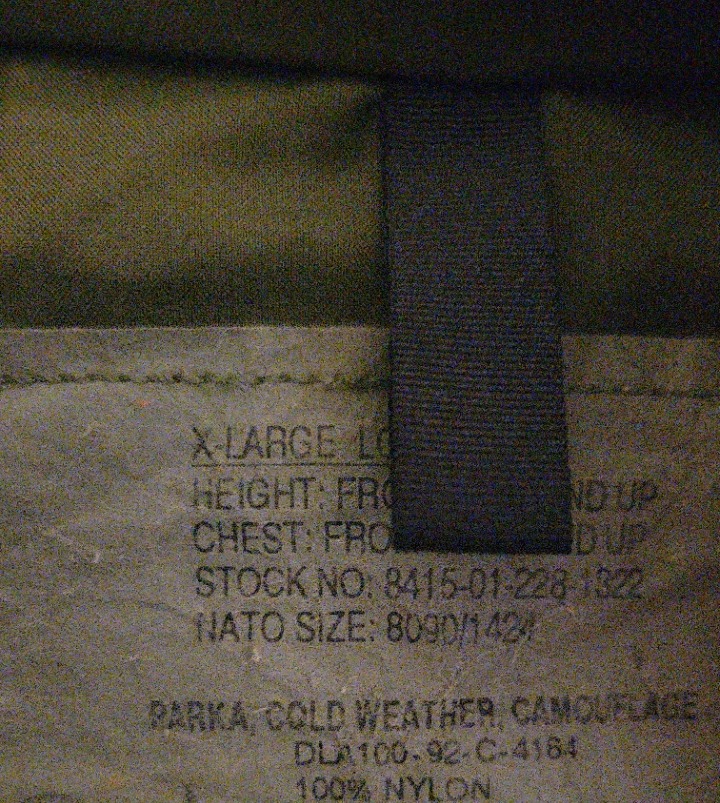 X-LARGE LO
HEIGHT: FRO ND UP
CHEST: FRO D UP
STOCK NO: 8415-01-228-1322
NATO SIZE: 8090/1424
PARKA, COLD WEATHER, CAMOUFLAGE
DLA100-92-C-4184
100% NYLON